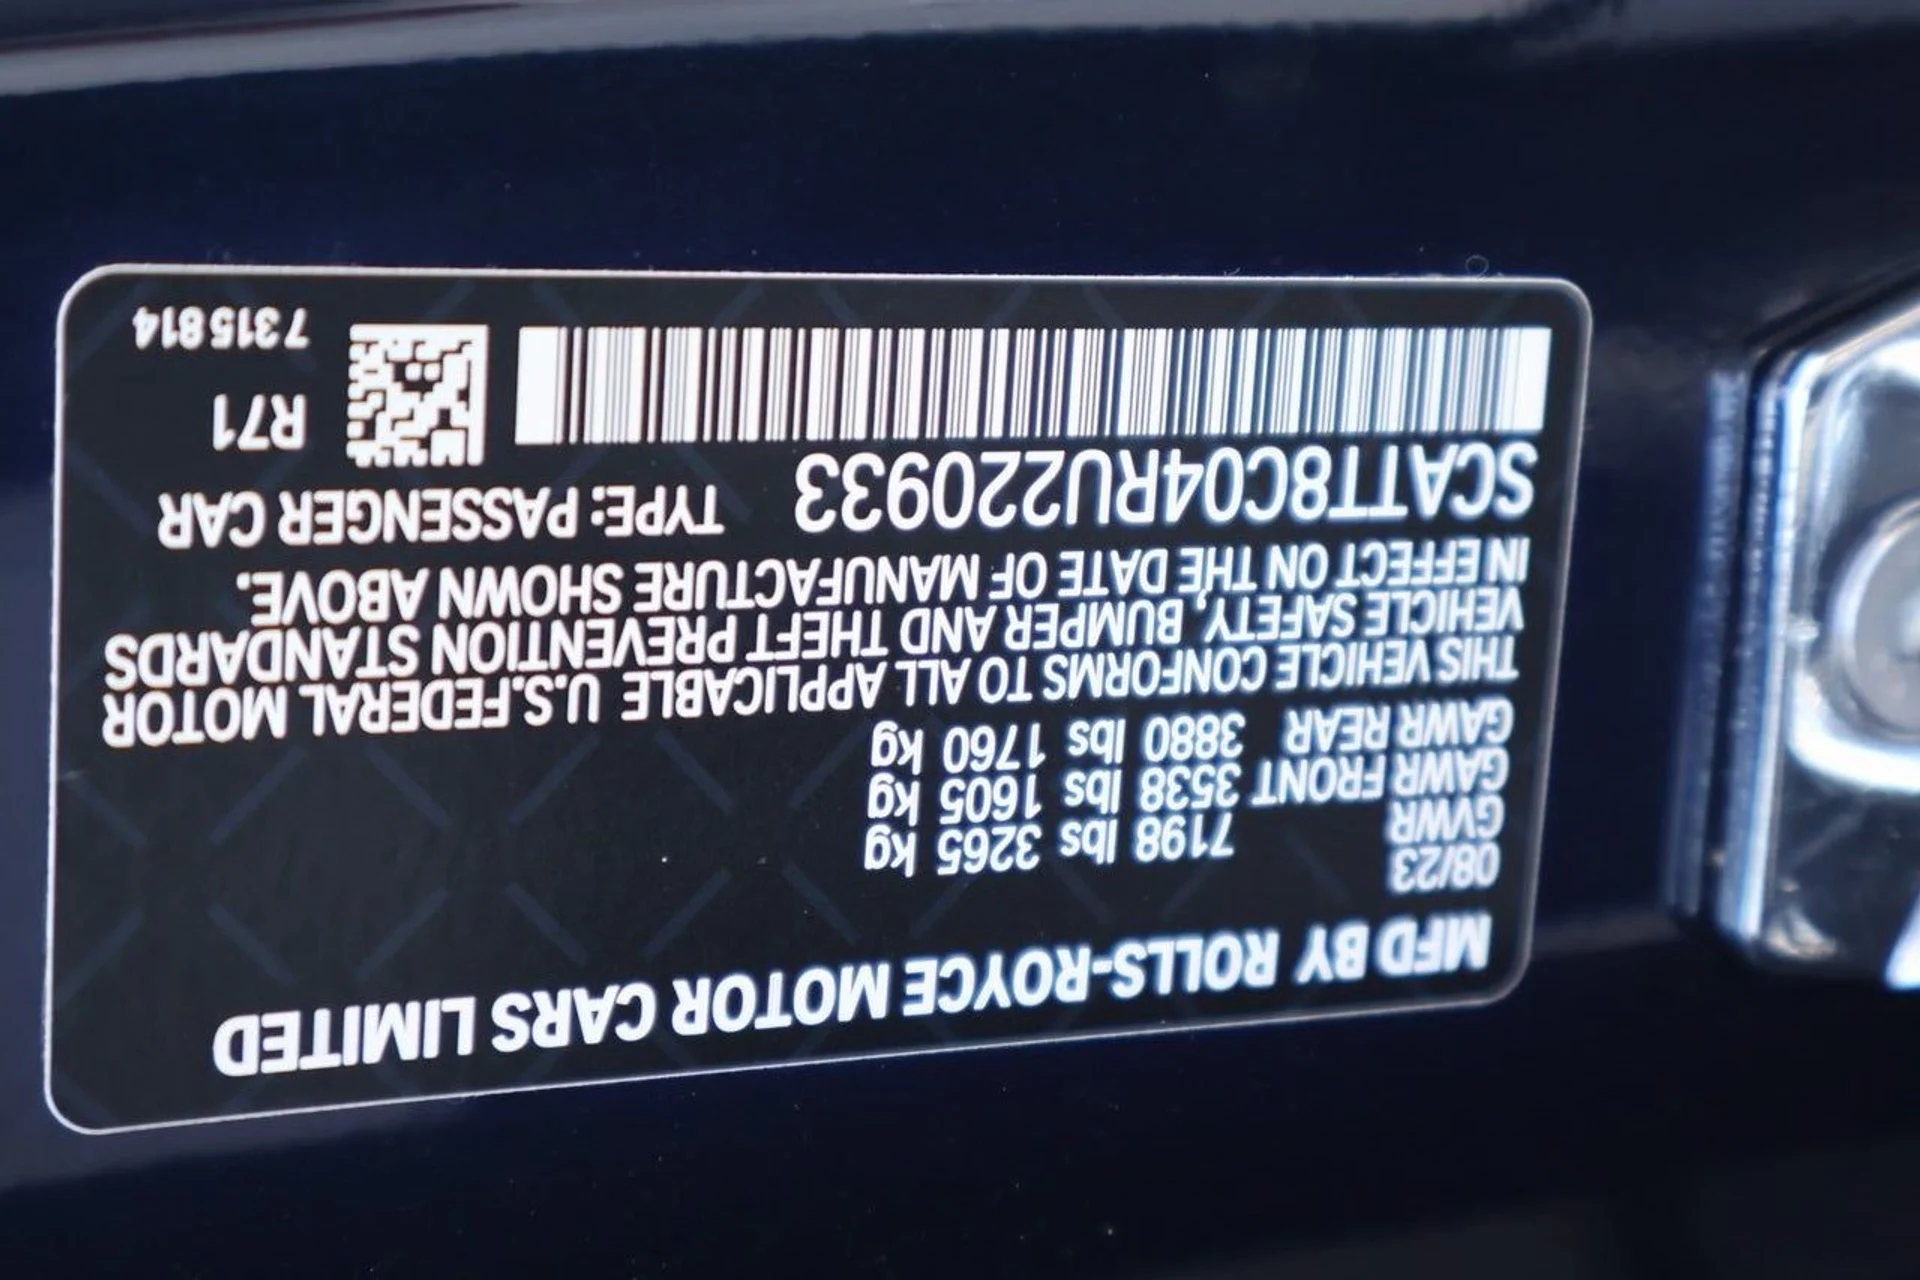 MFD BY ROLLS-ROYCE MOTOR CARS LIMITED
08/23
GVWR 7198 lbs 3265 kg
GAWR FRONT 3538 lbs 1605 kg
GAWR REAR 3880 lbs 1760 kg
THIS VEHICLE CONFORMS TO ALL APPLICABLE U.S.FEDERAL MOTOR
VEHICLE SAFETY, BUMPER AND THEFT PREVENTION STANDARDS
IN EFFECT ON THE DATE OF MANUFACTURE SHOWN ABOVE.
SCATT8C04RU220933 TYPE: PASSENGER CAR
R71
7315814